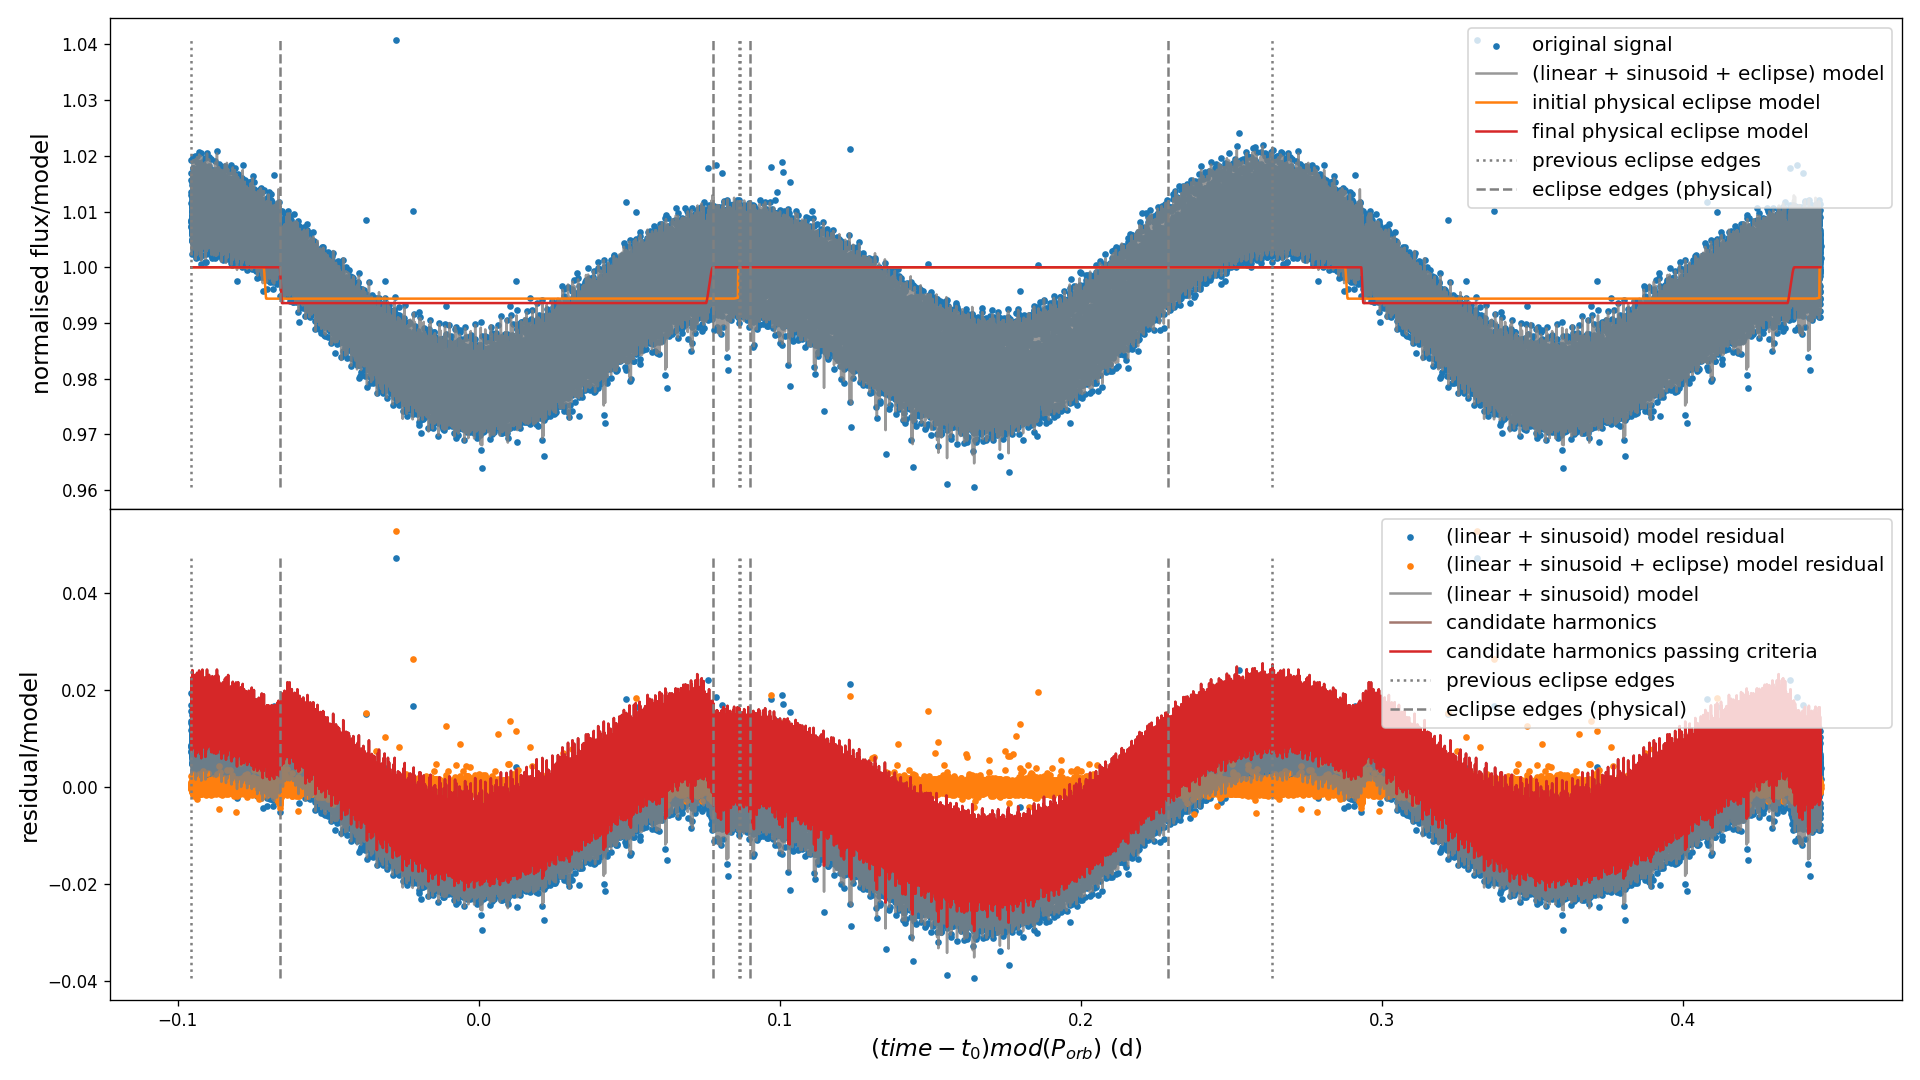 normalised flux/model
1.04
1.03
1.02
1.01
1.00
0.99
0.98
0.97
0.96
original signal
(linear + sinusoid + eclipse) model
initial physical eclipse model
final physical eclipse model
previous eclipse edges
eclipse edges (physical)
residual/model
0.04
0.02
0.00
−0.02
−0.04
(linear + sinusoid) model residual
(linear + sinusoid + eclipse) model residual
(linear + sinusoid) model
candidate harmonics
candidate harmonics passing criteria
previous eclipse edges
eclipse edges (physical)
−0.1 0.0 0.1 0.2 0.3 0.4
(time − t₀)mod(Pₒᵣb) (d)